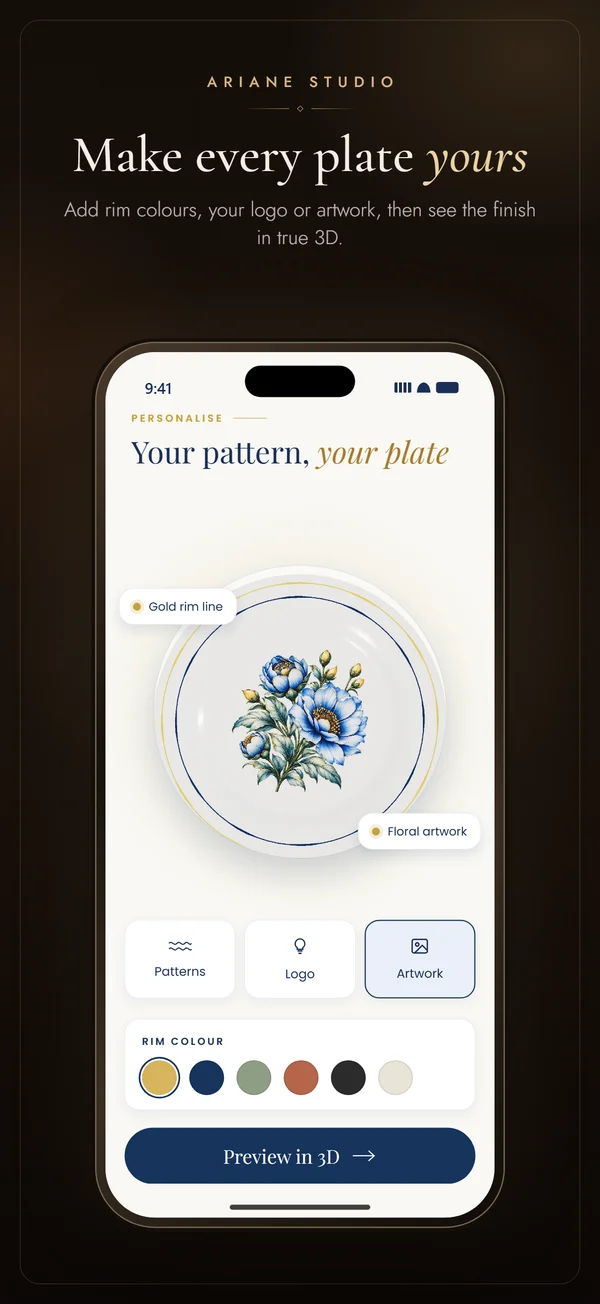 ARIANE STUDIO
Make every plate yours
Add rim colours, your logo or artwork, then see the finish
in true 3D.
9:41
PERSONALISE
Your pattern, your plate
Gold rim line
Floral artwork
Patterns
Logo
Artwork
RIM COLOUR
Preview in 3D